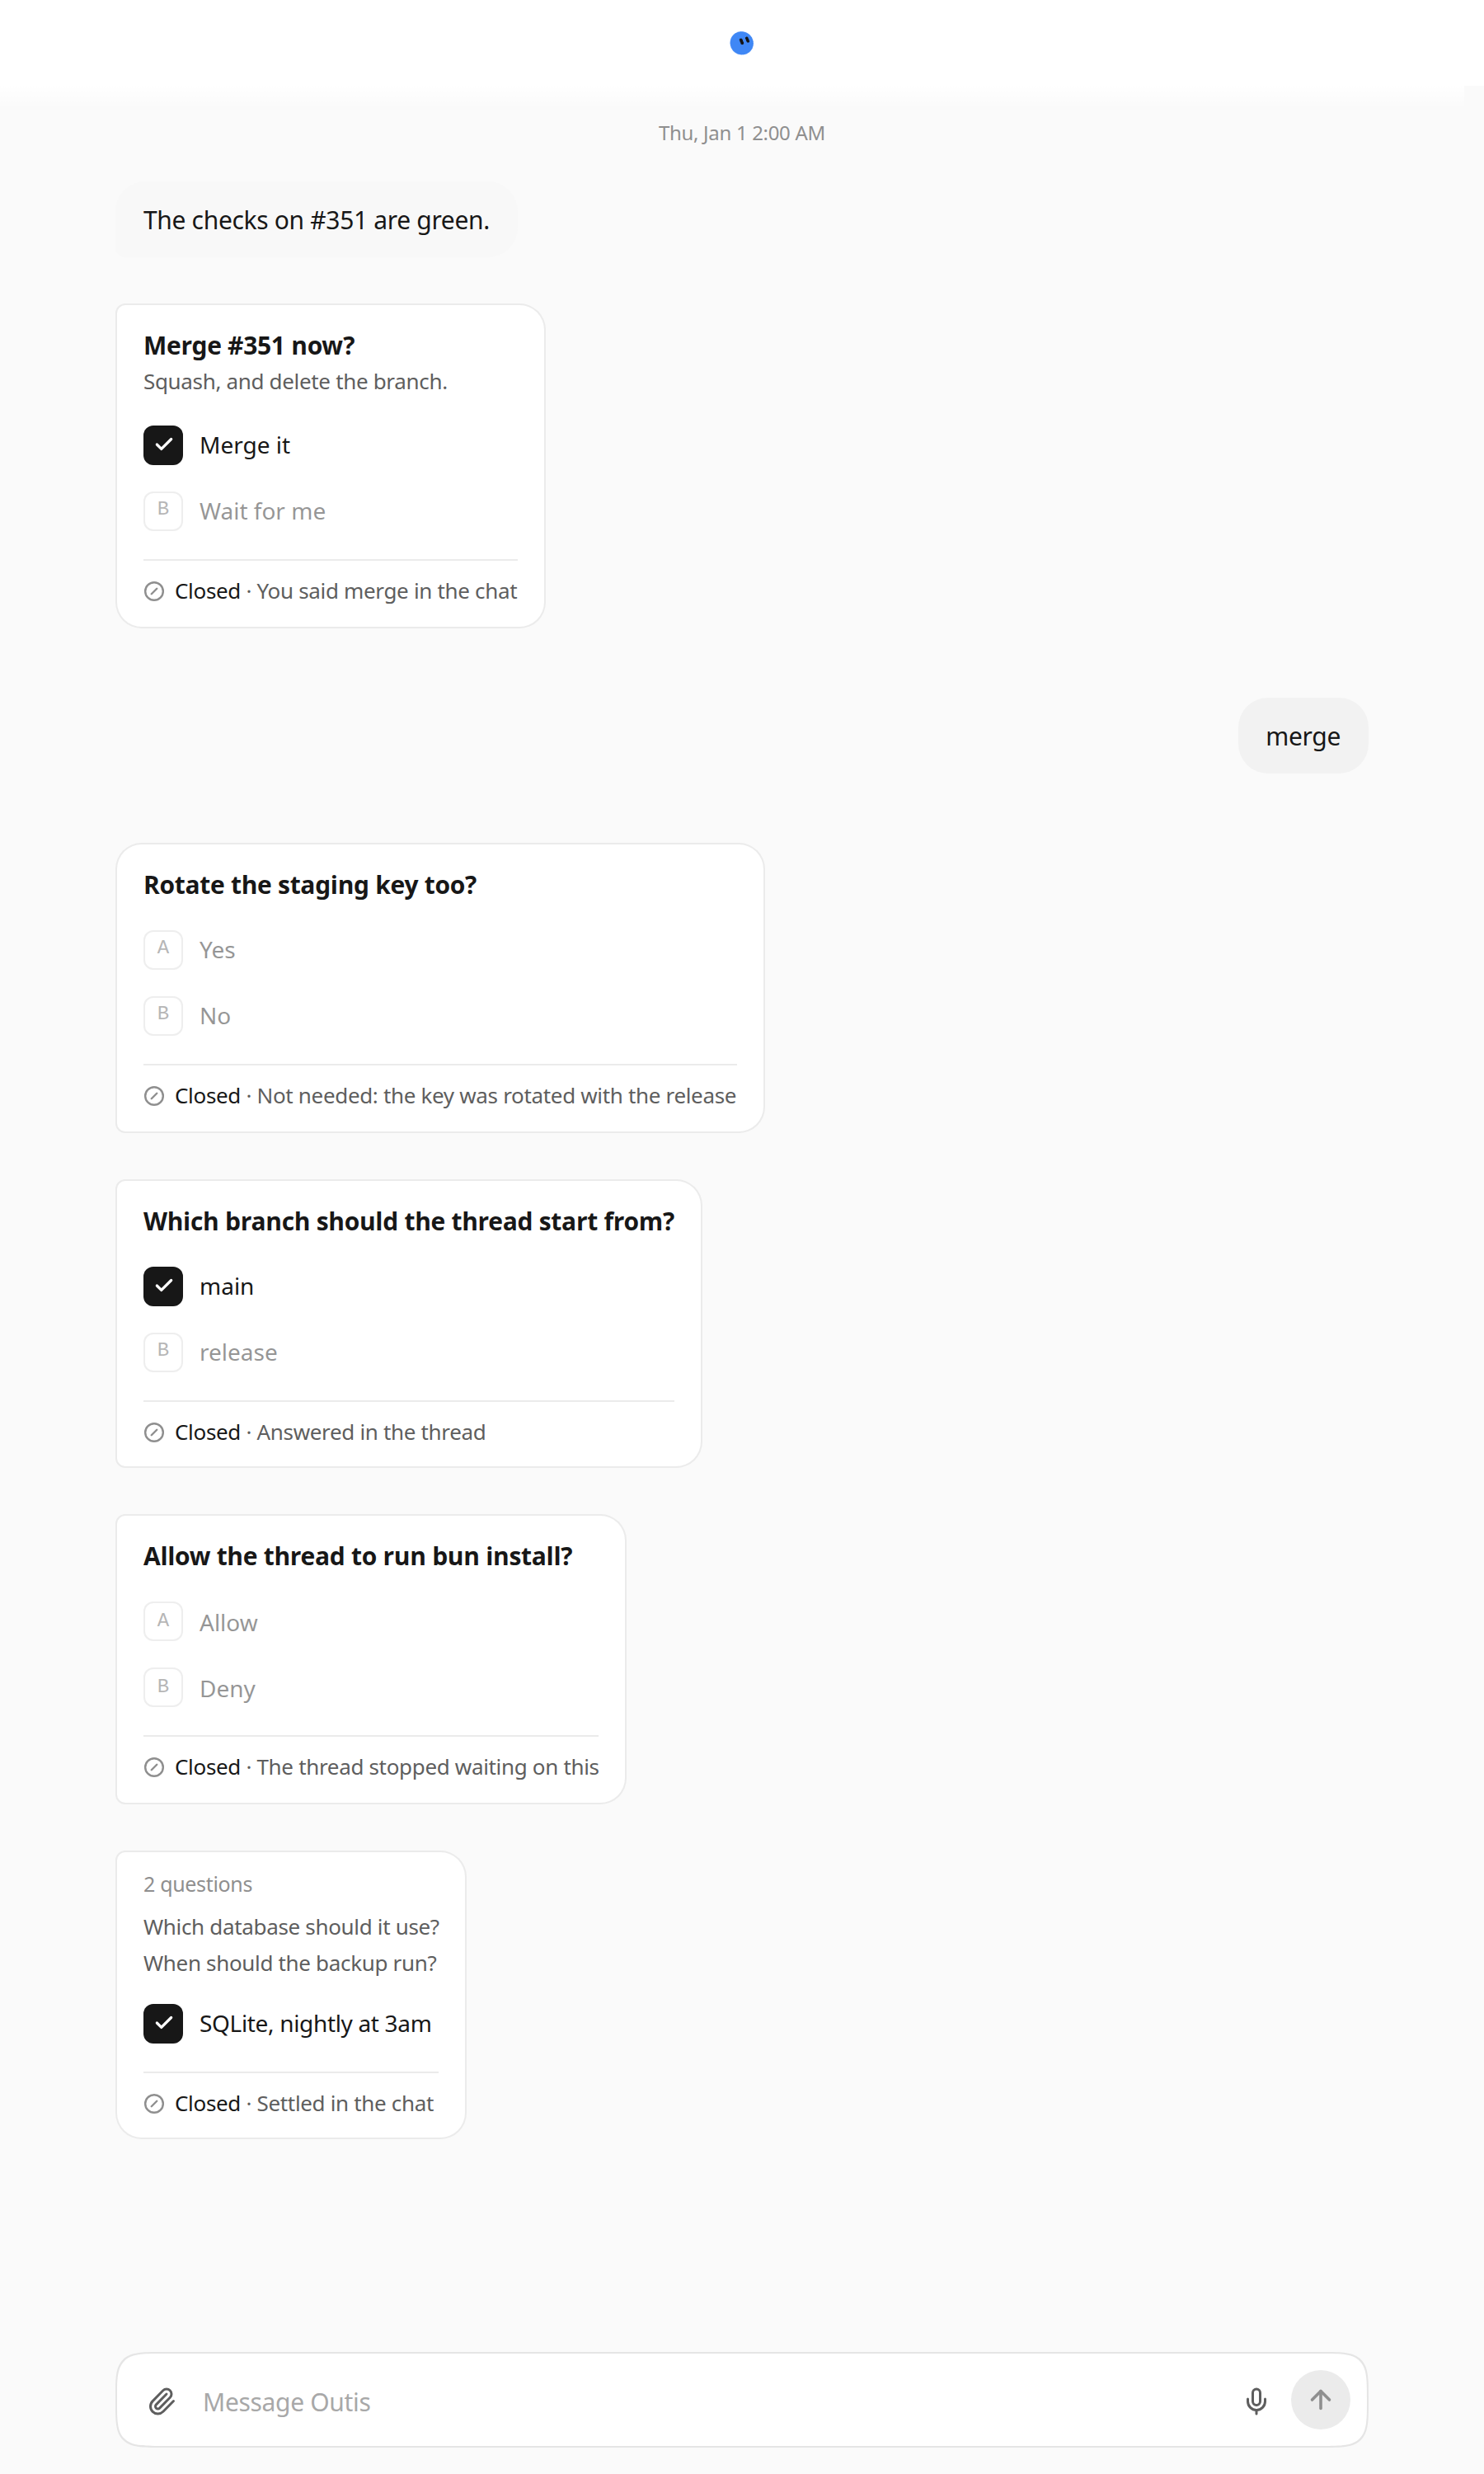 Thu, Jan 1 2:00 AM
The checks on #351 are green.
Merge #351 now?
Squash, and delete the branch.
Merge it
B Wait for me
Closed · You said merge in the chat
merge
Rotate the staging key too?
A Yes
B No
Closed · Not needed: the key was rotated with the release
Which branch should the thread start from?
main
B release
Closed · Answered in the thread
Allow the thread to run bun install?
A Allow
B Deny
Closed · The thread stopped waiting on this
2 questions
Which database should it use?
When should the backup run?
SQLite, nightly at 3am
Closed · Settled in the chat
Message Outis